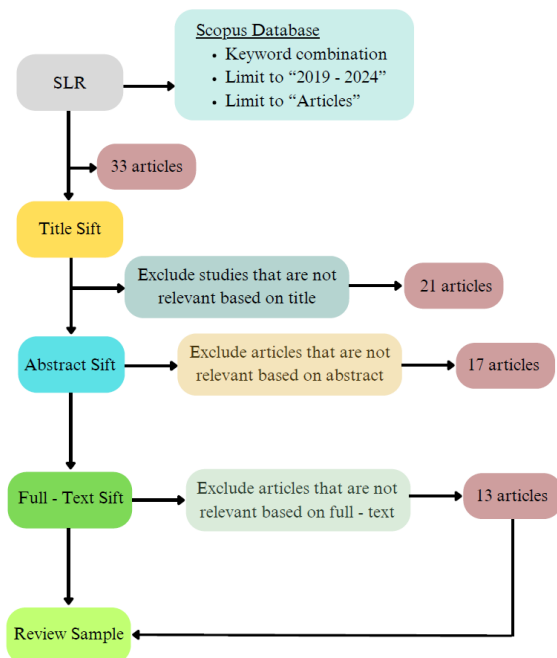 Scopus Database
• Keyword combination
• Limit to “2019 - 2024”
• Limit to “Articles”
SLR
33 articles
Title Sift
Exclude studies that are not
relevant based on title
21 articles
Abstract Sift
Exclude articles that are not
relevant based on abstract
17 articles
Full - Text Sift
Exclude articles that are not
relevant based on full - text
13 articles
Review Sample